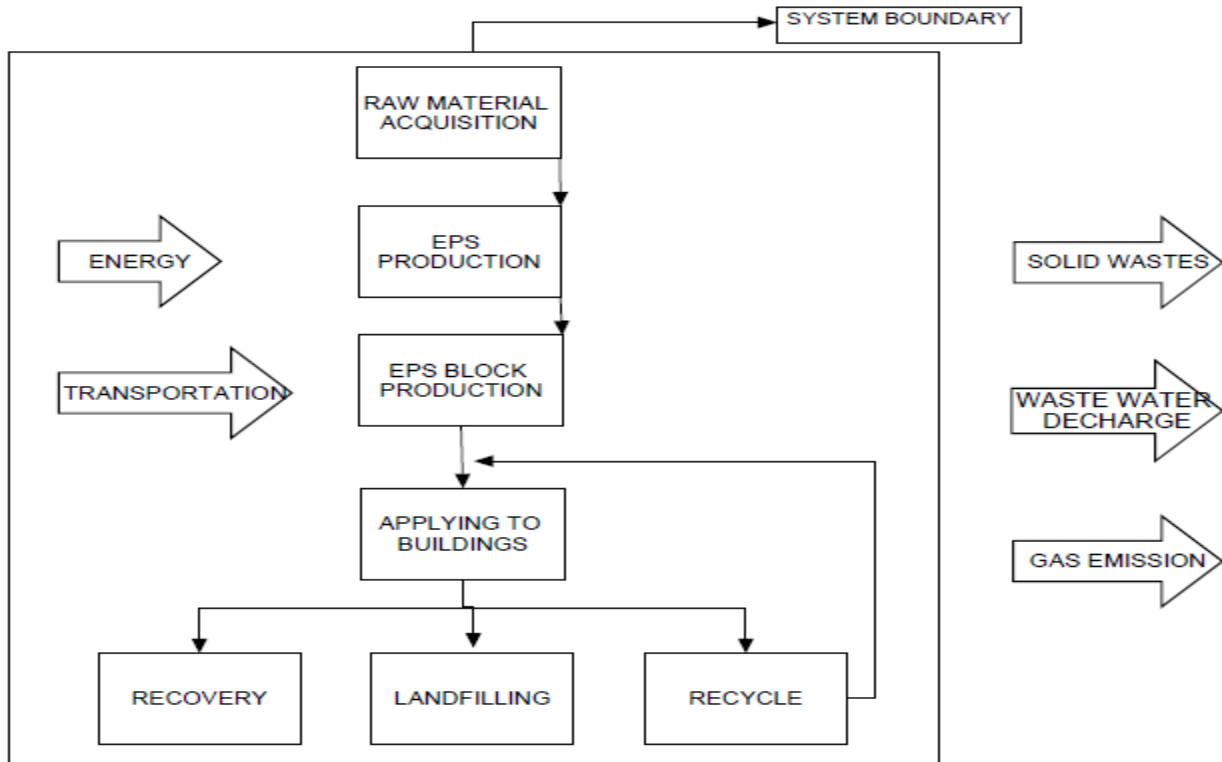 SYSTEM BOUNDARY
RAW MATERIAL
ACQUISITION
EPS
PRODUCTION
ENERGY
SOLID WASTES
EPS BLOCK
PRODUCTION
TRANSPORTATION
WASTE WATER
DECHARGE
APPLYING TO
BUILDINGS
GAS EMISSION
RECOVERY
LANDFILLING
RECYCLE